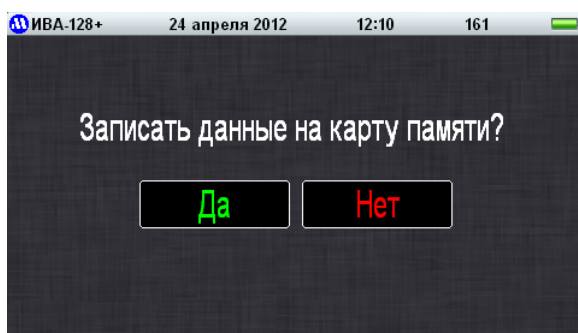 ИВА-128+ 24 апреля 2012 12:10 161
Записать данные на карту памяти?
Да Нет